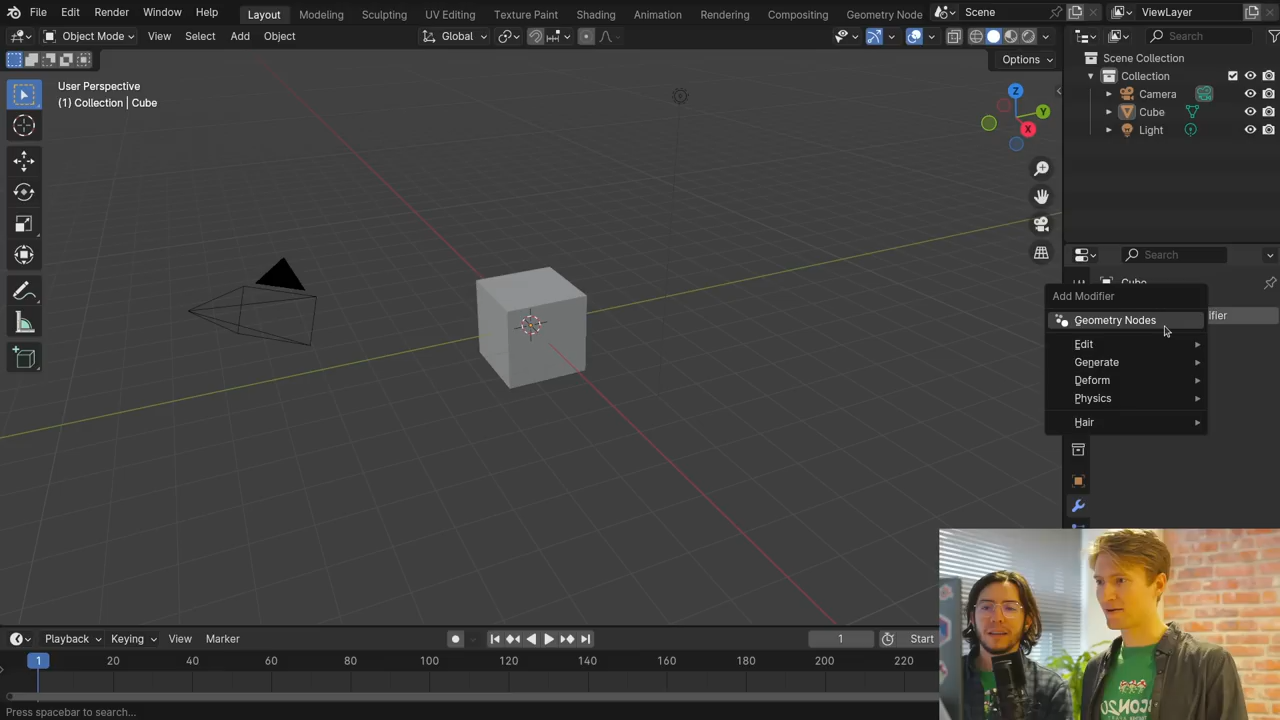 File Edit Render Window Help Layout Modeling Sculpting UV Editing Texture Paint Shading Animation Rendering Compositing Geometry Node Scene ViewLayer
Object Mode View Select Add Object Global Search
Options
User Perspective
(1) Collection | Cube
Scene Collection
Collection
Camera
Cube
Light
Z
Y
X
Search
Cube
Add Modifier
Geometry Nodes
Edit
Generate
Deform
Physics
Hair
Playback Keying View Marker 1 Start
1 20 40 60 80 100 120 140 160 180 200 220
Press spacebar to search...